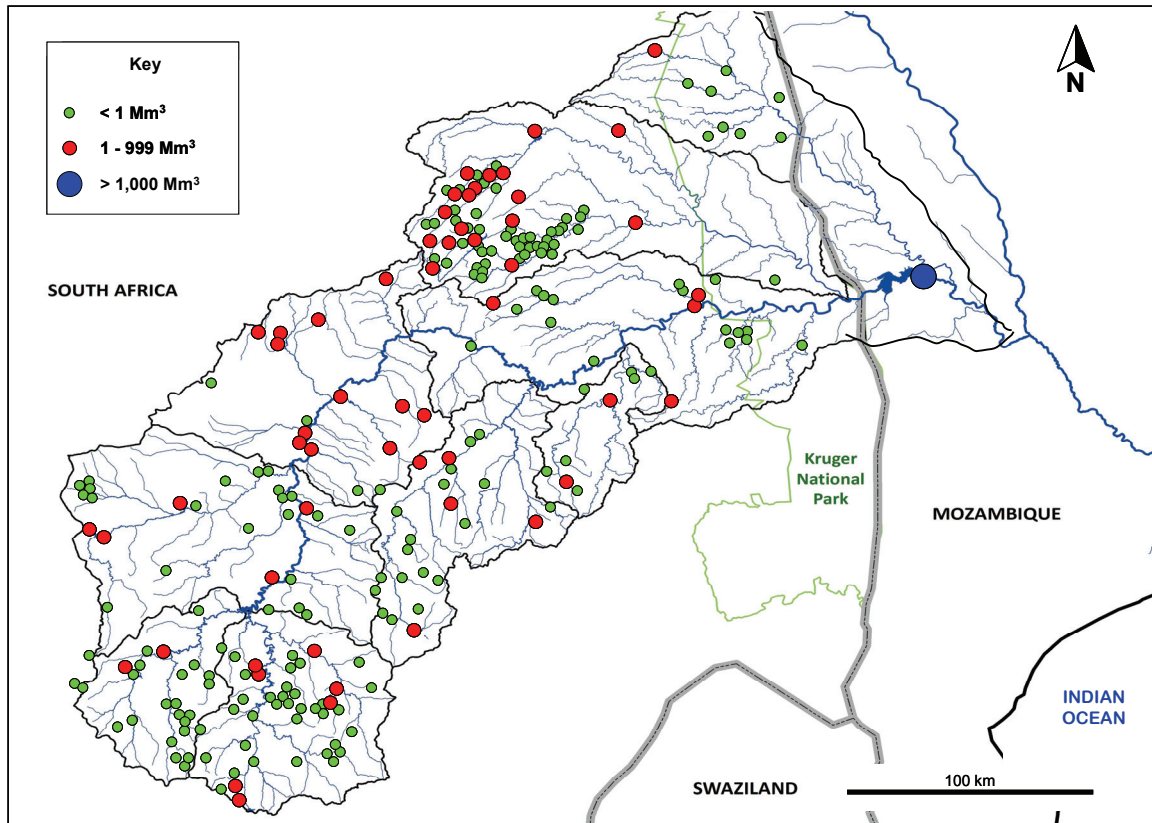 Key
< 1 Mm³
1 - 999 Mm³
> 1,000 Mm³
N
SOUTH AFRICA
Kruger
National
Park
MOZAMBIQUE
INDIAN
OCEAN
SWAZILAND
100 km